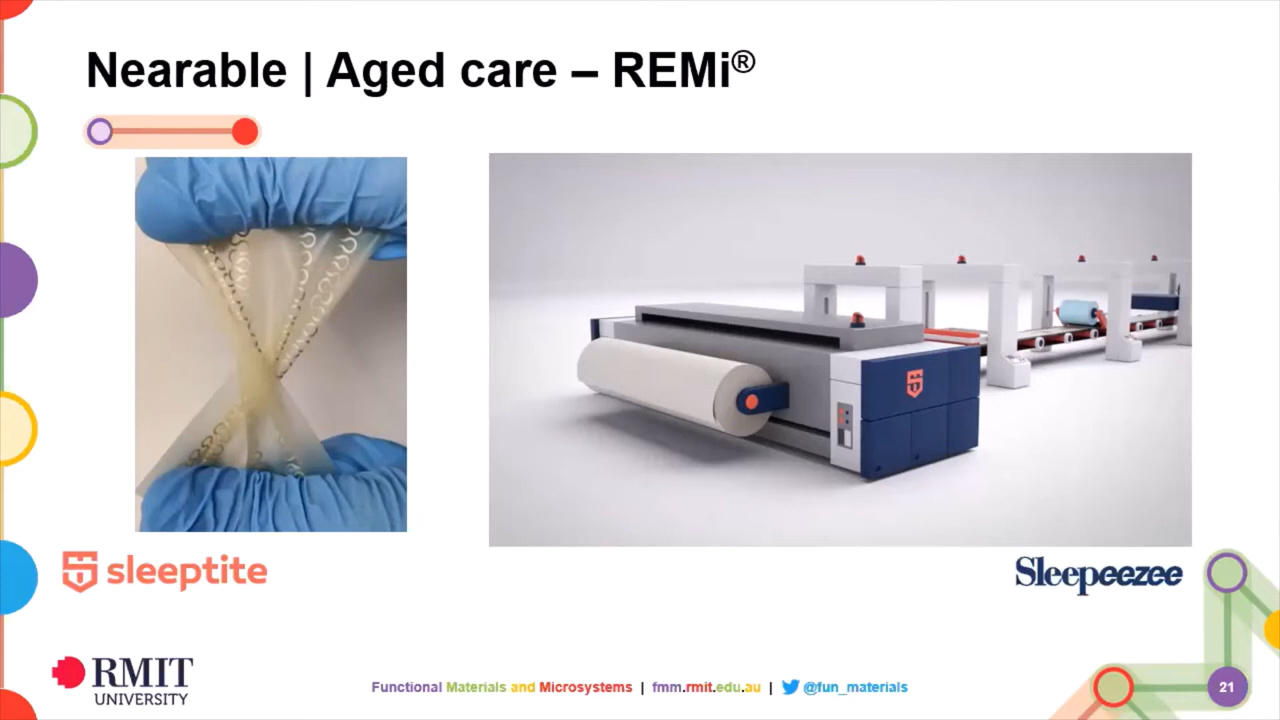 Nearable | Aged care – REMi®
sleeptite
Sleepeezee
RMIT
UNIVERSITY
Functional Materials and Microsystems | fmm.rmit.edu.au | @fun_materials
21